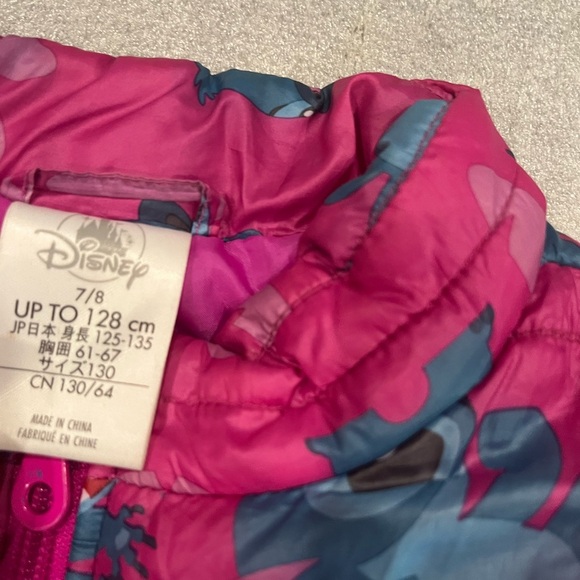 Disney
7/8
UP TO 128 cm
JP日本 身長 125-135
胸囲 61-67
サイズ130
CN 130/64
MADE IN CHINA
FABRIQUÉ EN CHINE